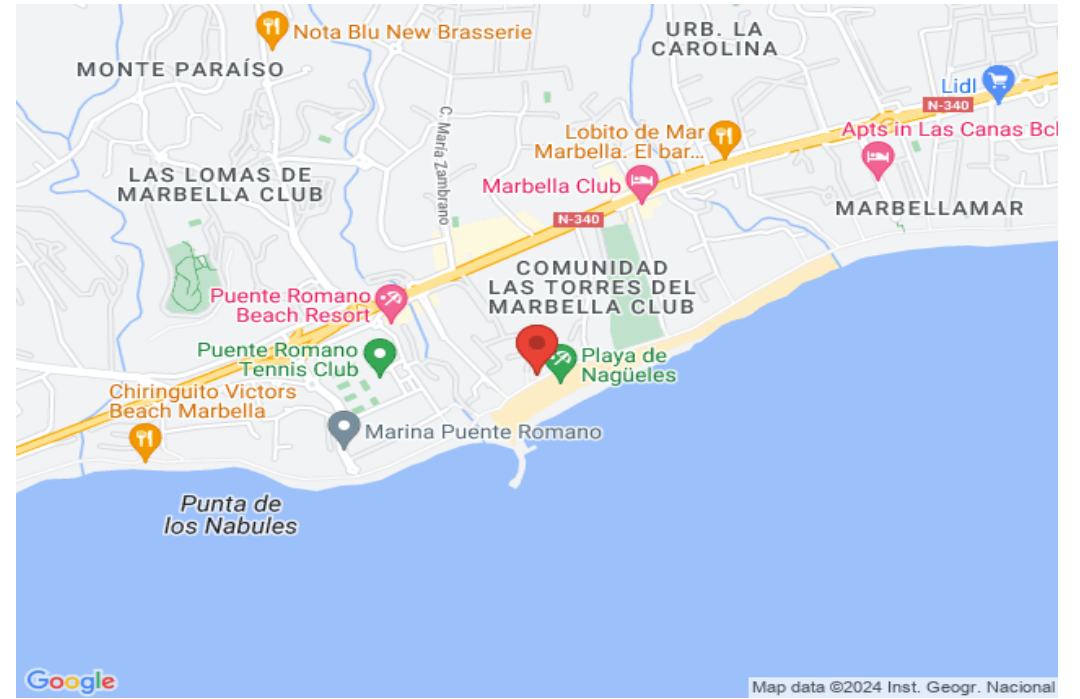 Nota Blu New Brasserie
URB. LA
CAROLINA
MONTE PARAÍSO
Lidl
N-340
C. María Zambrano
Lobito de Mar
Marbella. El bar...
Apts in Las Canas Bcl
LAS LOMAS DE
MARBELLA CLUB
Marbella Club
MARBELLAMAR
N-340
COMUNIDAD
LAS TORRES DEL
MARBELLA CLUB
Puente Romano
Beach Resort
Puente Romano
Tennis Club
Playa de
Nagüeles
Chiringuito Victors
Beach Marbella
Marina Puente Romano
Punta de
los Nabules
Google
Map data ©2024 Inst. Geogr. Nacional